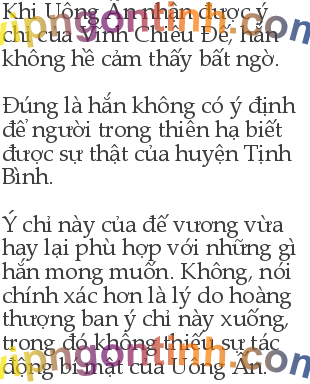 Khi Uông Ấn nhận được ý
chỉ của Vĩnh Chiêu Đế, hắn
không hề cảm thấy bất ngờ.
Đúng là hắn không có ý định
để người trong thiên hạ biết
được sự thật của huyện Tịnh
Bình.
Ý chỉ này của đế vương vừa
hay lại phù hợp với những gì
hắn mong muốn. Không, nói
chính xác hơn là lý do hoàng
thượng ban ý chỉ này xuống,
trong đó không thiếu sự tác
động bí mật của Uông Ấn.
vipngontinh.com
vipngontinh.com